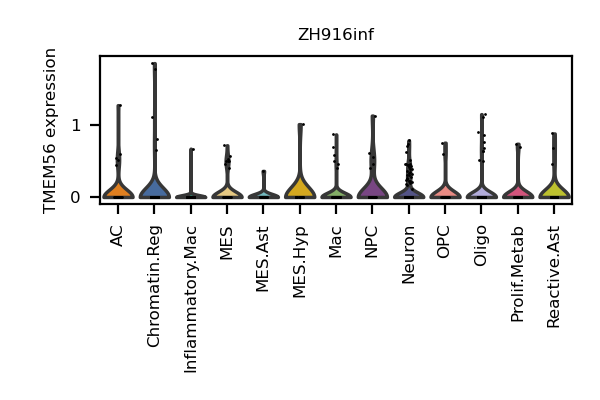 ZH916inf
TMEM56 expression
1
0
AC
Chromatin.Reg
Inflammatory.Mac
MES
MES.Ast
MES.Hyp
Mac
NPC
Neuron
OPC
Oligo
Prolif.Metab
Reactive.Ast